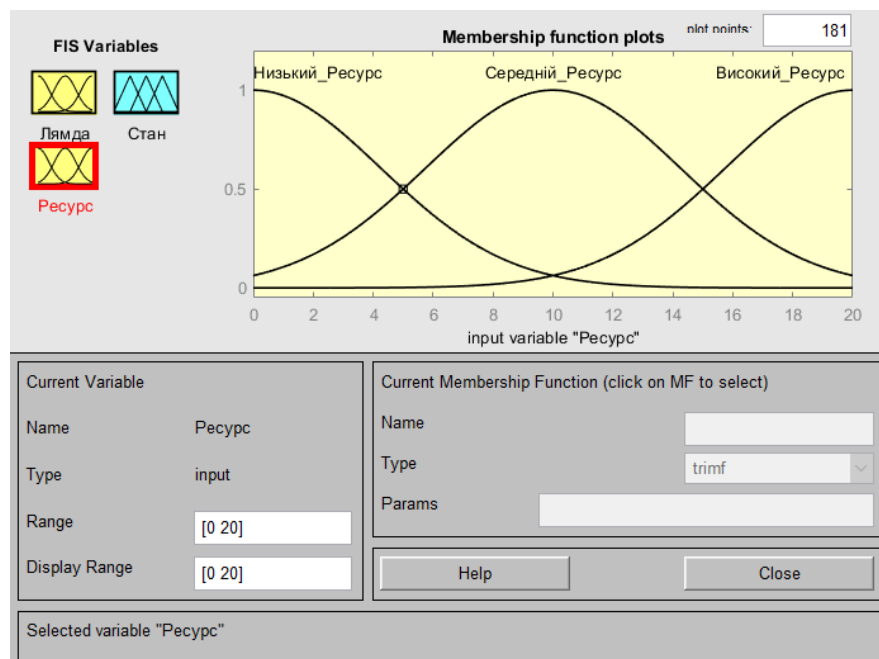 FIS Variables
Membership function plots
plot points:
181
Низький_Ресурс
Середній_Ресурс
Високий_Ресурс
Лямда
Стан
Ресурс
1
0.5
0
0 2 4 6 8 10 12 14 16 18 20
input variable "Ресурс"
Current Variable
Name Ресурс
Type input
Range [0 20]
Display Range [0 20]
Current Membership Function (click on MF to select)
Name
Type trimf
Params
Help
Close
Selected variable "Ресурс"